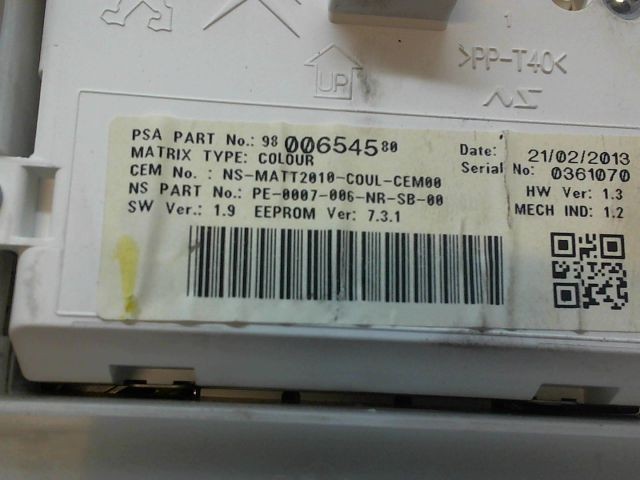 1
>PP-T40<
UP
PSA PART No.: 98 006545 80
MATRIX TYPE: COLOUR
CEM No. : NS-MATT2010-COUL-CEM00
NS PART No.: PE-0007-006-NR-SB-00
SW Ver.: 1.9 EEPROM Ver: 7.3.1
Date: 21/02/2013
Serial No: 0361070
HW Ver: 1.3
MECH IND: 1.2